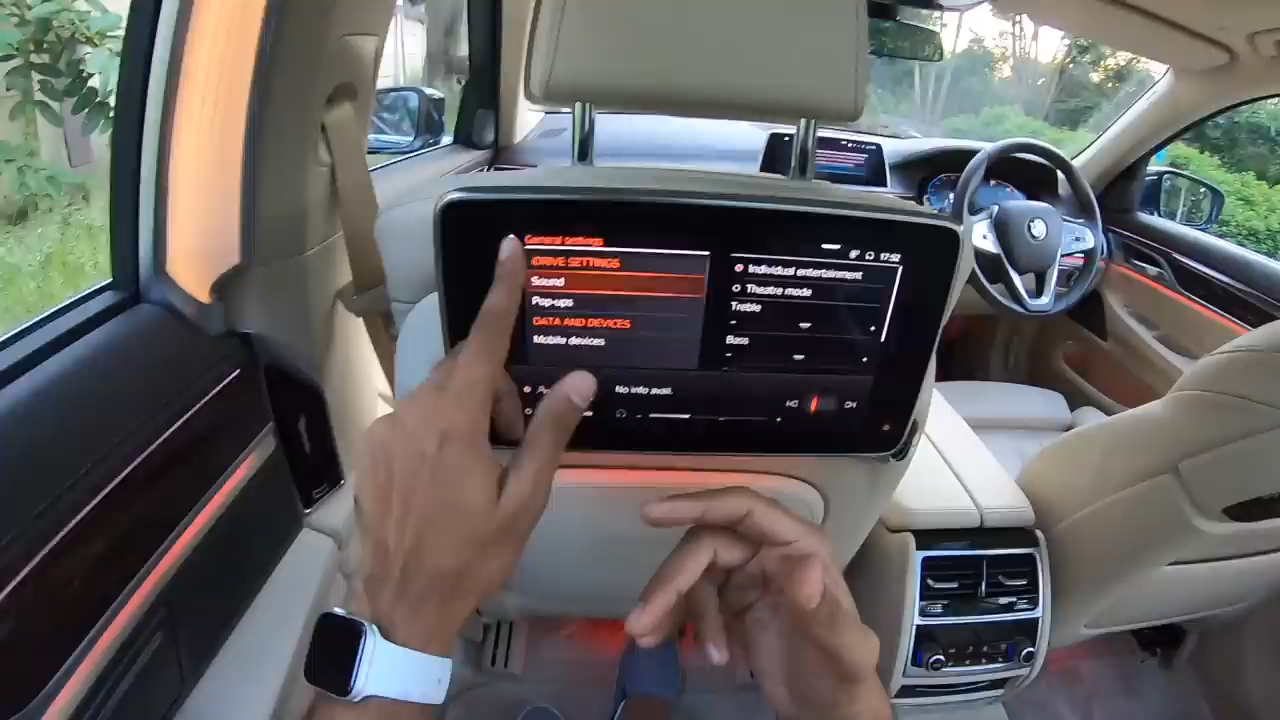 General settings
17:52
iDRIVE SETTINGS
Sound
Pop-ups
DATA AND DEVICES
Mobile devices
Individual entertainment
Theatre mode
Treble
- +
Bass
- +
No info avail.
- +